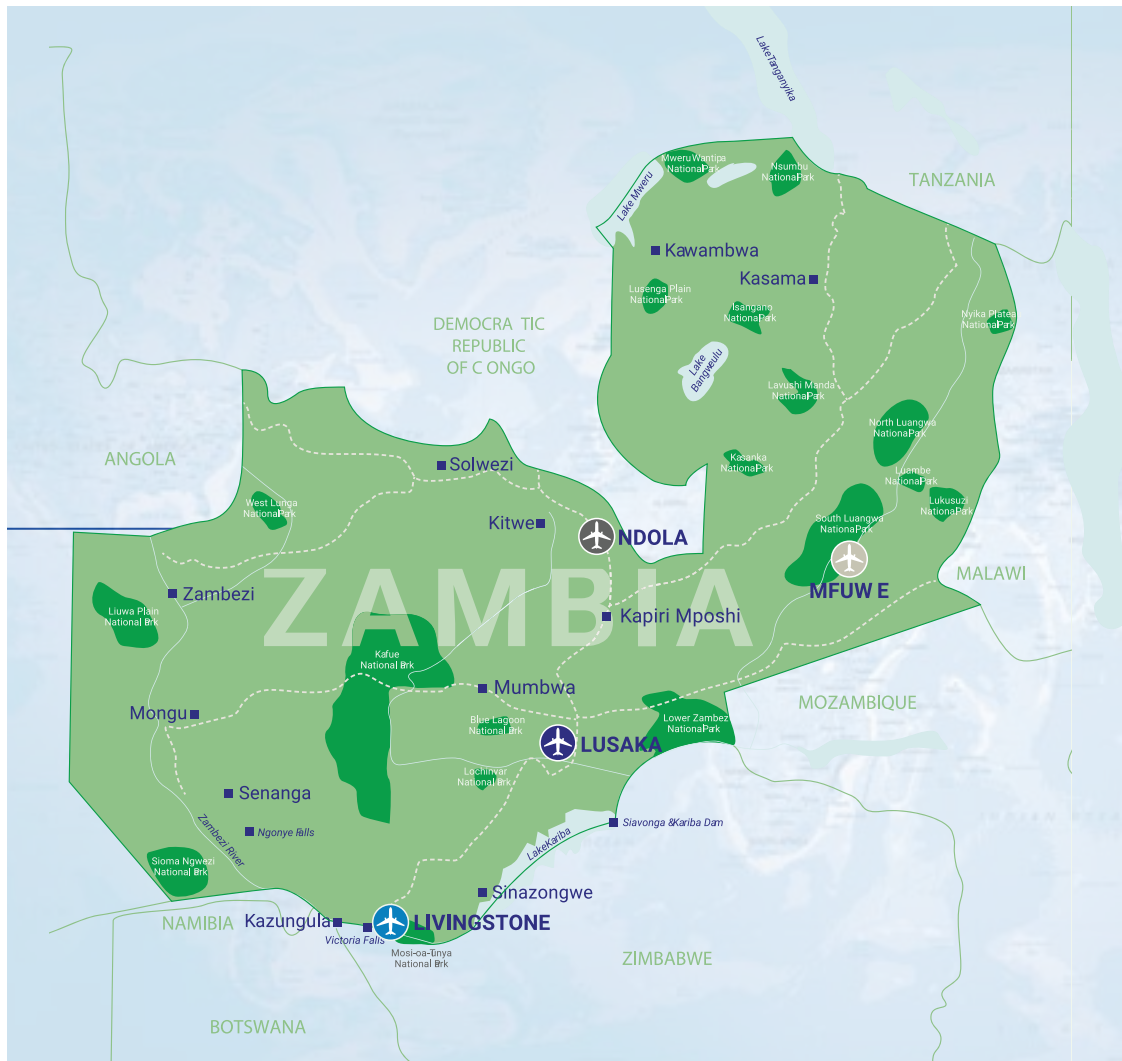 Lake Tanganyika
Mweru Wantipa
National Park
Nsumbu
National Park
TANZANIA
Lake Mweru
Kawambwa
Kasama
Lusenga Plain
National Park
Isangano
National Park
Nyika Platea
National Park
DEMOCRA TIC
REPUBLIC
OF C ONGO
Lake
Bangweulu
Lavushi Manda
National Park
North Luangwa
National Park
ANGOLA
Solwezi
Kasanka
National Park
Luambe
National Park
Lukusuzi
National Park
West Lunga
National Park
Kitwe
NDOLA
South Luangwa
National Park
MALAWI
MFUW E
ZAMBIA
Zambezi
Liuwa Plain
National Park
Kapiri Mposhi
Kafue
National Park
Mumbwa
MOZAMBIQUE
Mongu
Blue Lagoon
National Park
Lower Zambez
National Park
LUSAKA
Lochinvar
National Park
Senanga
Ngonye Falls
Zambezi River
Siavonga & Kariba Dam
Lake Kariba
Sioma Ngwezi
National Park
Sinazongwe
NAMIBIA
Kazungula
LIVINGSTONE
Victoria Falls
Mosi-oa-Tunya
National Park
ZIMBABWE
BOTSWANA